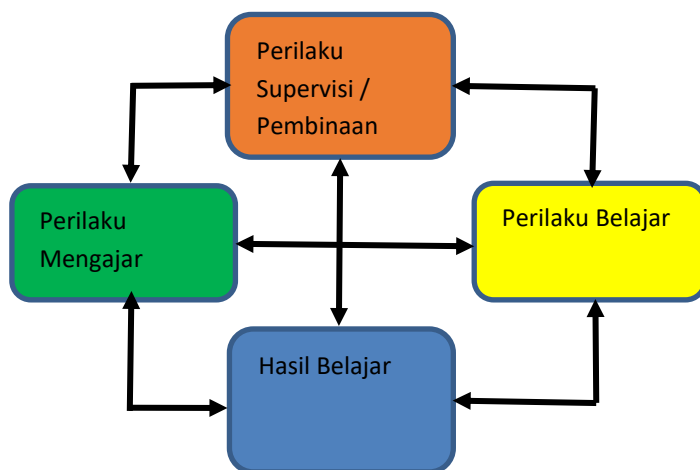 Perilaku
Supervisi /
Pembinaan
Perilaku
Mengajar
Perilaku Belajar
Hasil Belajar